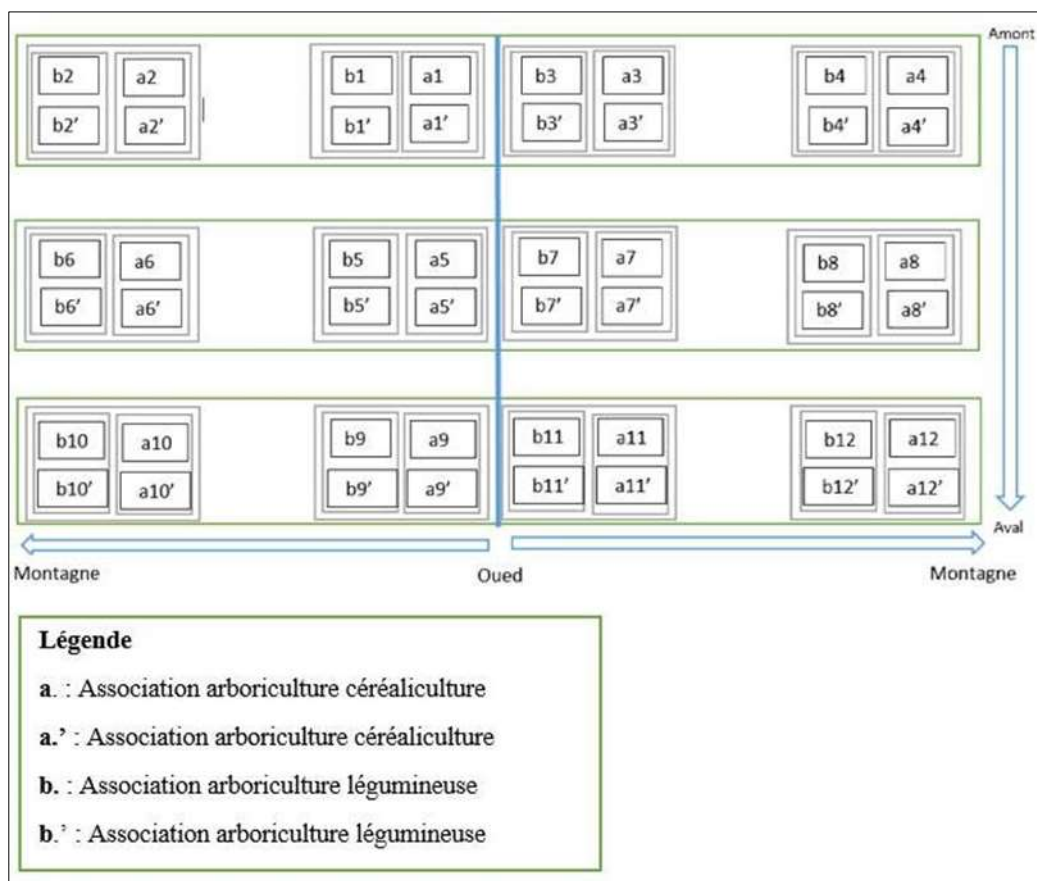 Amont
b2 a2 b1 a1 b3 a3 b4 a4
b2’ a2’ b1’ a1’ b3’ a3’ b4’ a4’
b6 a6 b5 a5 b7 a7 b8 a8
b6’ a6’ b5’ a5’ b7’ a7’ b8’ a8’
b10 a10 b9 a9 b11 a11 b12 a12
b10’ a10’ b9’ a9’ b11’ a11’ b12’ a12’
Aval
Montagne Oued Montagne
Légende
a. : Association arboriculture céréaliculture
a.’ : Association arboriculture céréaliculture
b. : Association arboriculture légumineuse
b.’ : Association arboriculture légumineuse